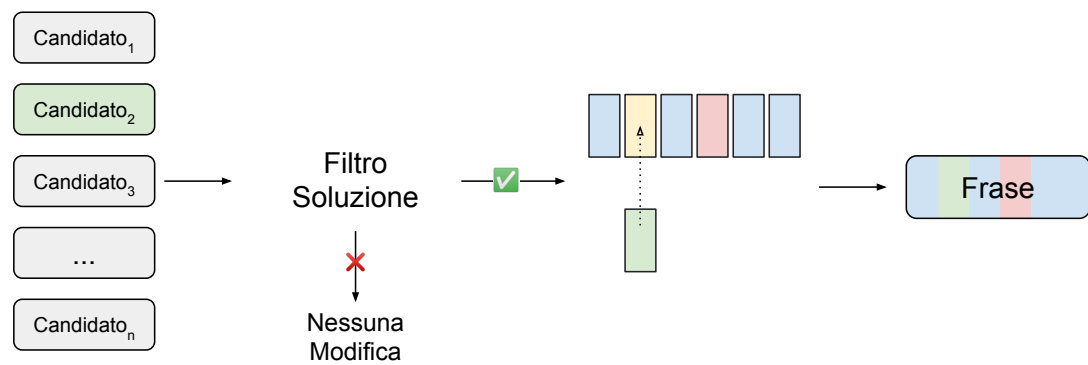 Candidato1
Candidato2
Candidato3
...
Candidaton
Filtro
Soluzione
Nessuna
Modifica
Frase